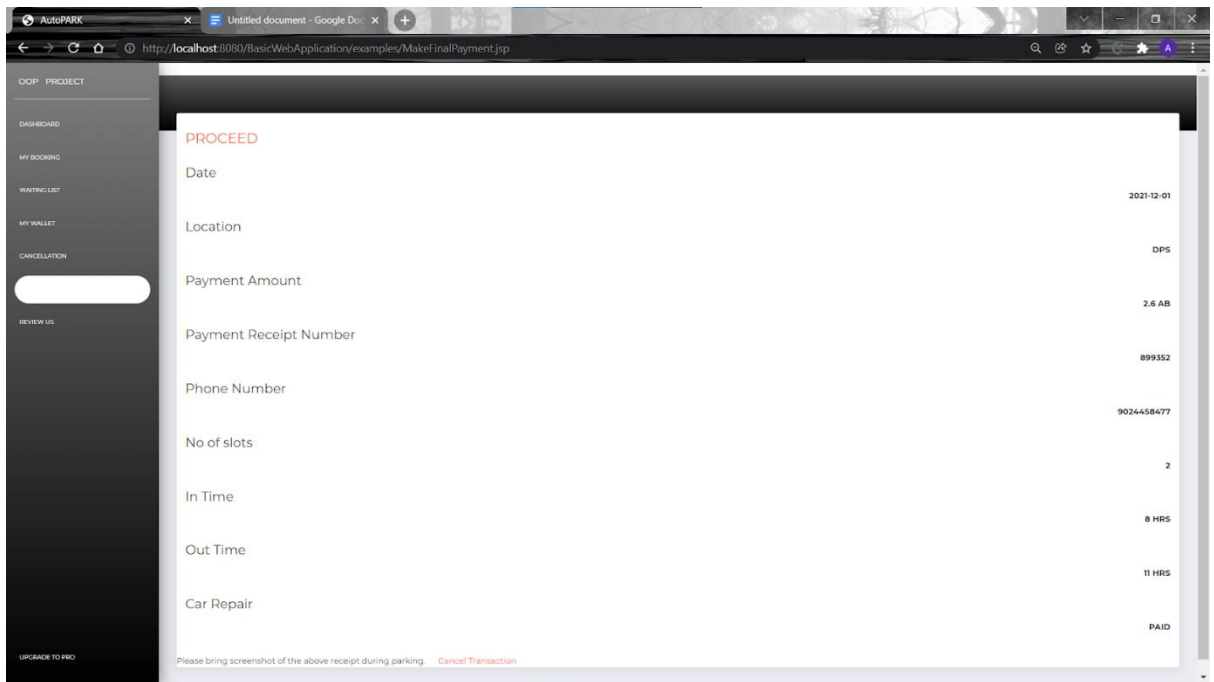 AutoPARK
Untitled document - Google Doc
http://localhost:8080/BasicWebApplication/examples/MakeFinalPayment.jsp
A
OOP PROJECT
DASHBOARD
MY BOOKING
WAITING LIST
MY WALLET
CANCELLATION
REVIEW US
UPGRADE TO PRO
PROCEED
Date
2021-12-01
Location
DPS
Payment Amount
2.6 AB
Payment Receipt Number
899352
Phone Number
9024458477
No of slots
2
In Time
8 HRS
Out Time
11 HRS
Car Repair
PAID
Please bring screenshot of the above receipt during parking. Cancel Transaction